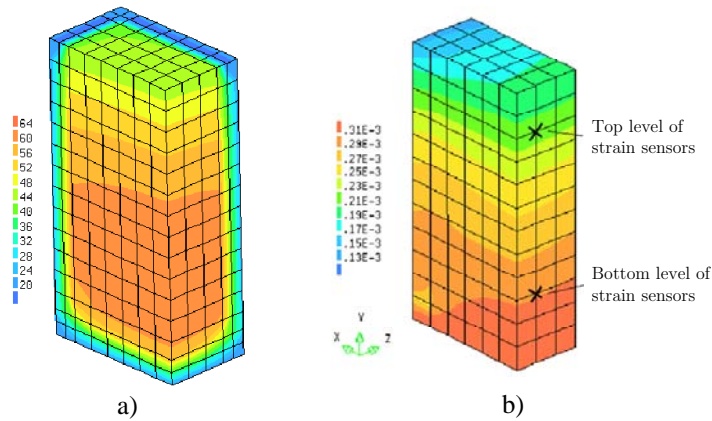 64
60
56
52
48
44
40
36
32
28
24
20
a)
.31E-3
.29E-3
.27E-3
.25E-3
.23E-3
.21E-3
.19E-3
.17E-3
.15E-3
.13E-3
Top level of
strain sensors
Bottom level of
strain sensors
Y
X
Z
b)